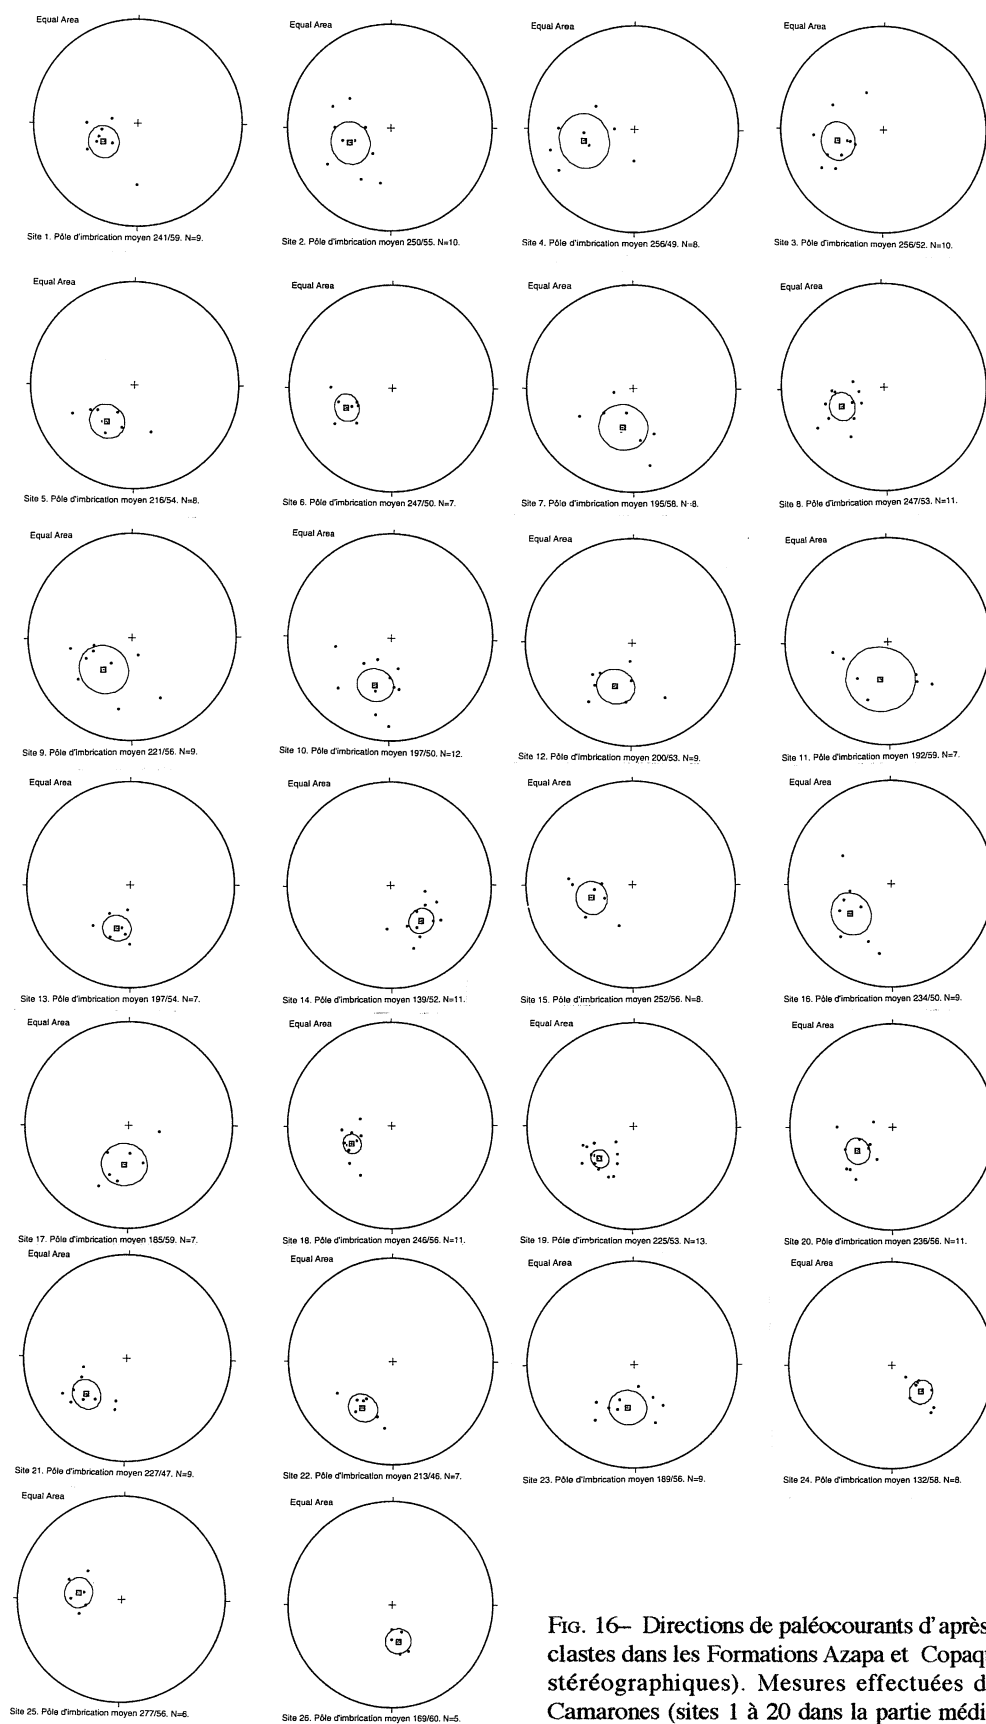 Equal Area
Equal Area
Equal Area
Equal Area
Site 1. Pôle d'imbrication moyen 241/59. N=9.
Site 2. Pôle d'imbrication moyen 250/55. N=10.
Site 4. Pôle d'imbrication moyen 256/49. N=8.
Site 3. Pôle d'imbrication moyen 256/52. N=10.
Equal Area
Equal Area
Equal Area
Equal Area
Site 5. Pôle d'imbrication moyen 216/54. N=8.
Site 6. Pôle d'imbrication moyen 247/50. N=7.
Site 7. Pôle d'imbrication moyen 195/58. N=8.
Site 8. Pôle d'imbrication moyen 247/53. N=11.
Equal Area
Equal Area
Equal Area
Equal Area
Site 9. Pôle d'imbrication moyen 221/56. N=9.
Site 10. Pôle d'imbrication moyen 197/50. N=12.
Site 12. Pôle d'imbrication moyen 200/53. N=9.
Site 11. Pôle d'imbrication moyen 192/59. N=7.
Equal Area
Equal Area
Equal Area
Equal Area
Site 13. Pôle d'imbrication moyen 197/54. N=7.
Site 14. Pôle d'imbrication moyen 139/52. N=11.
Site 15. Pôle d'imbrication moyen 252/56. N=8.
Site 16. Pôle d'imbrication moyen 234/50. N=9.
Equal Area
Equal Area
Equal Area
Equal Area
Site 17. Pôle d'imbrication moyen 185/59. N=7.
Site 18. Pôle d'imbrication moyen 246/56. N=11.
Site 19. Pôle d'imbrication moyen 225/53. N=13.
Site 20. Pôle d'imbrication moyen 236/56. N=11.
Equal Area
Equal Area
Equal Area
Equal Area
Site 21. Pôle d'imbrication moyen 227/47. N=9.
Site 22. Pôle d'imbrication moyen 213/46. N=7.
Site 23. Pôle d'imbrication moyen 189/56. N=9.
Site 24. Pôle d'imbrication moyen 132/58. N=8.
Equal Area
Equal Area
Site 25. Pôle d'imbrication moyen 277/56. N=6.
Site 26. Pôle d'imbrication moyen 169/60. N=5.
FIG. 16– Directions de paléocourants d'après
clastes dans les Formations Azapa et Copaq
stéréographiques). Mesures effectuées d
Camarones (sites 1 à 20 dans la partie médi